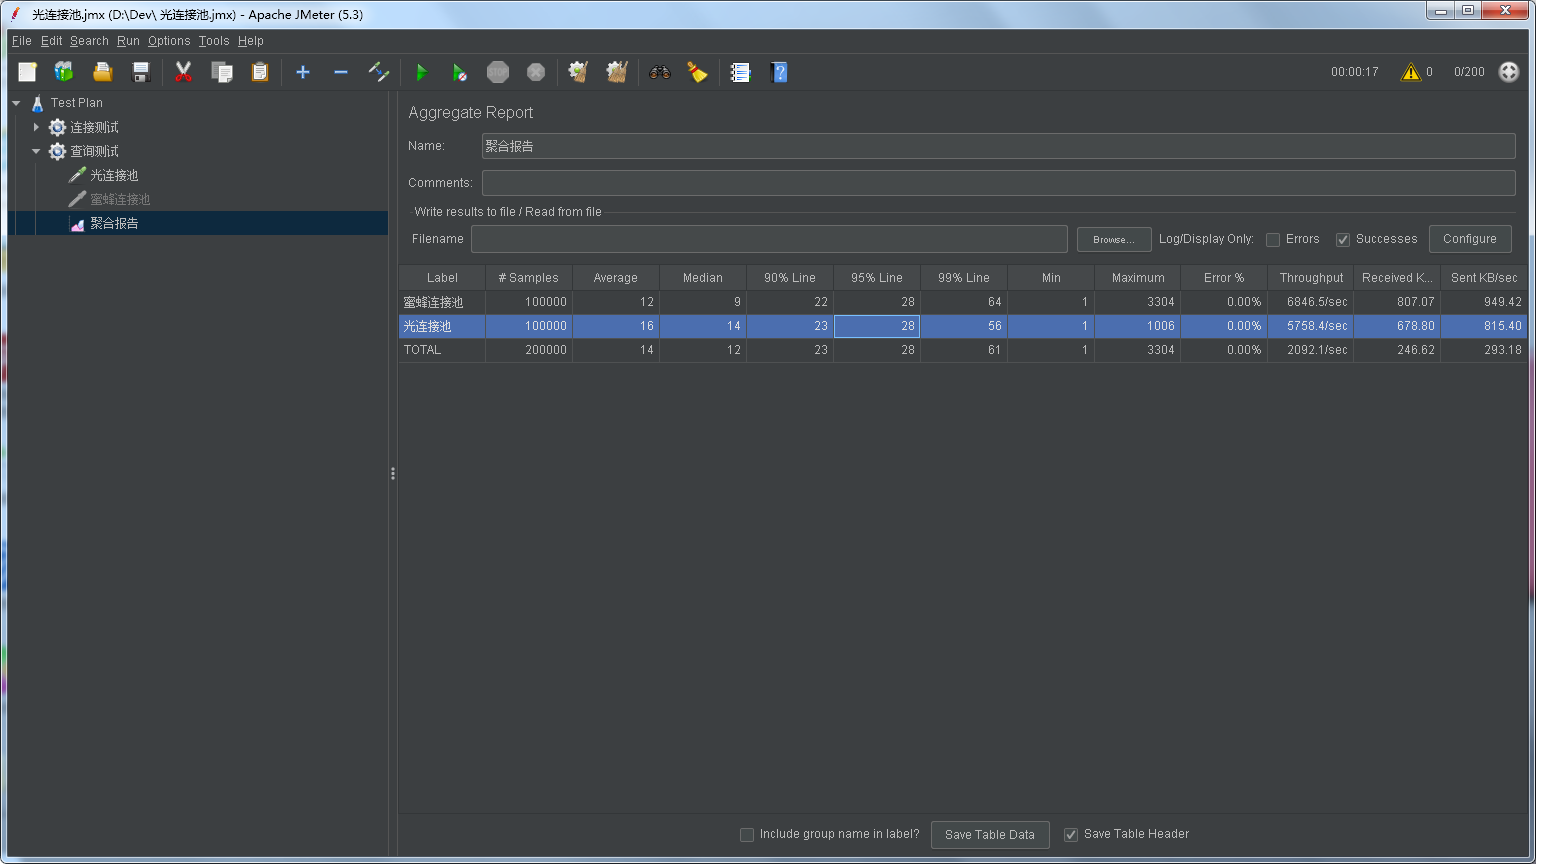 光连接池.jmx (D:\Dev\ 光连接池.jmx) - Apache JMeter (5.3)
File Edit Search Run Options Tools Help
STOP ? 00:00:17 0 0/200
Test Plan
连接测试
查询测试
光连接池
蜜蜂连接池
聚合报告
Aggregate Report
Name: 聚合报告
Comments:
Write results to file / Read from file
Filename Browse... Log/Display Only: Errors Successes Configure
Label # Samples Average Median 90% Line 95% Line 99% Line Min Maximum Error % Throughput Received K... Sent KB/sec
蜜蜂连接池 100000 12 9 22 28 64 1 3304 0.00% 6846.5/sec 807.07 949.42
光连接池 100000 16 14 23 28 56 1 1006 0.00% 5758.4/sec 678.80 815.40
TOTAL 200000 14 12 23 28 61 1 3304 0.00% 2092.1/sec 246.62 293.18
Include group name in label? Save Table Data Save Table Header